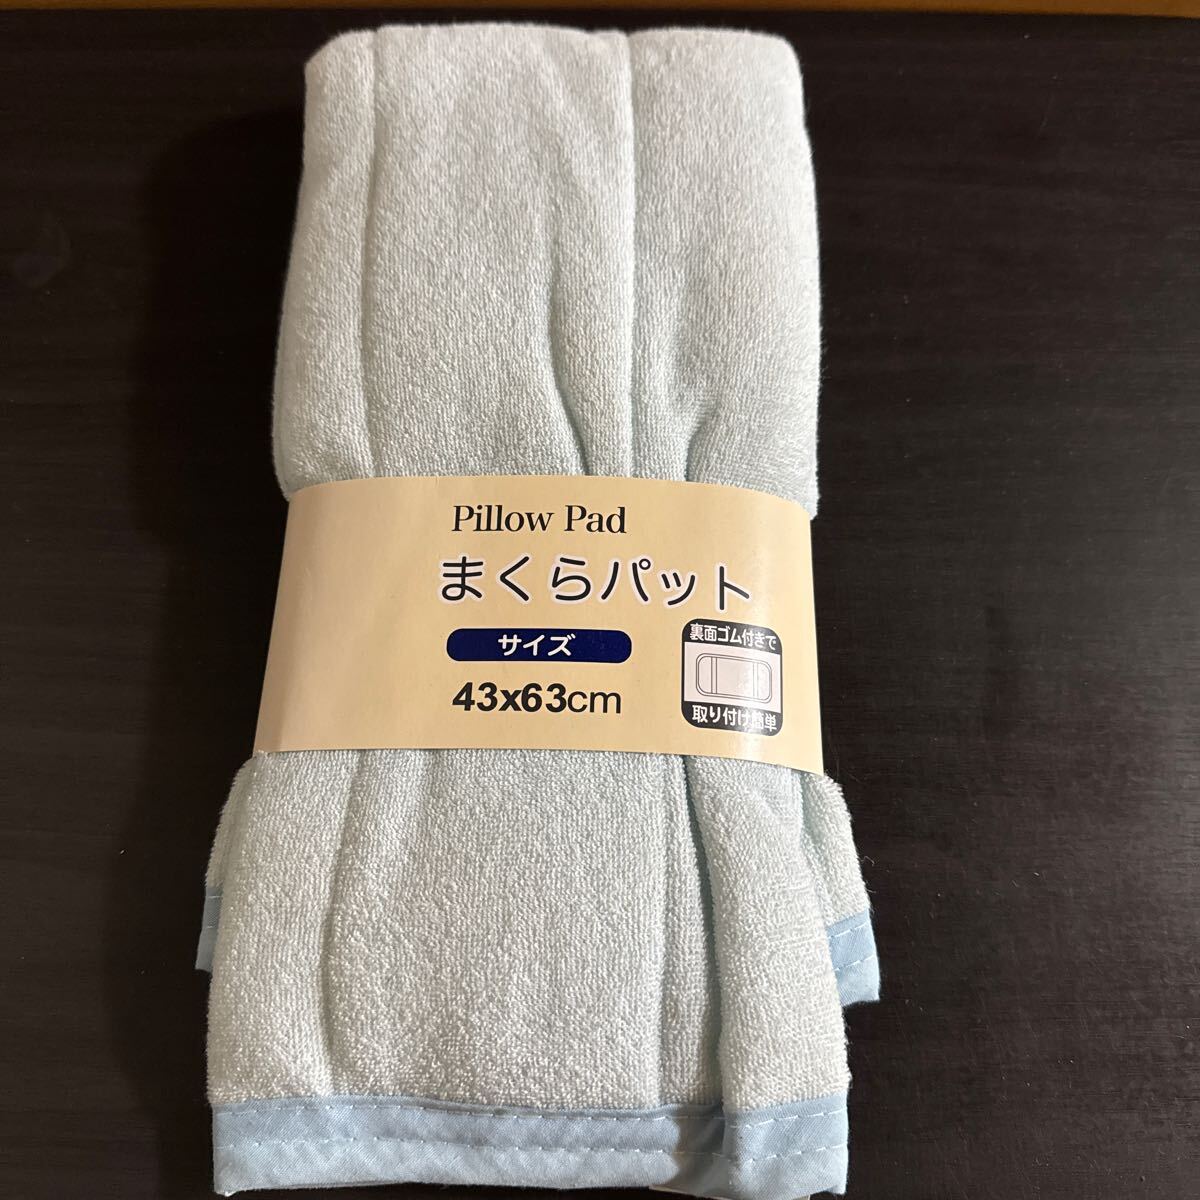 Pillow Pad
まくらパット
サイズ
43x63cm
裏面ゴム付きで
取り付け簡単